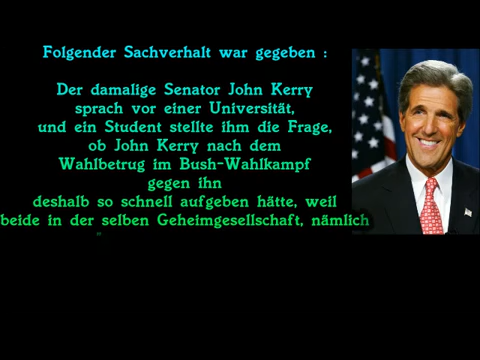 Folgender Sachverhalt war gegeben :
Der damalige Senator John Kerry
sprach vor einer Universität,
und ein Student stellte ihm die Frage,
ob John Kerry nach dem
Wahlbetrug im Bush-Wahlkampf
gegen ihn
deshalb so schnell aufgeben hätte, weil
beide in der selben Geheimgesellschaft, nämlich